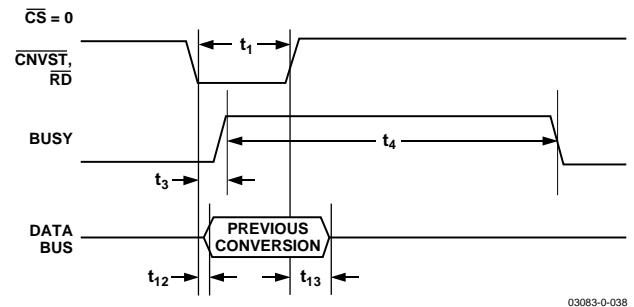 CS = 0
CNVST,
RD
t1
BUSY
t4
t3
DATA
BUS
PREVIOUS
CONVERSION
t12
t13
03083-0-038